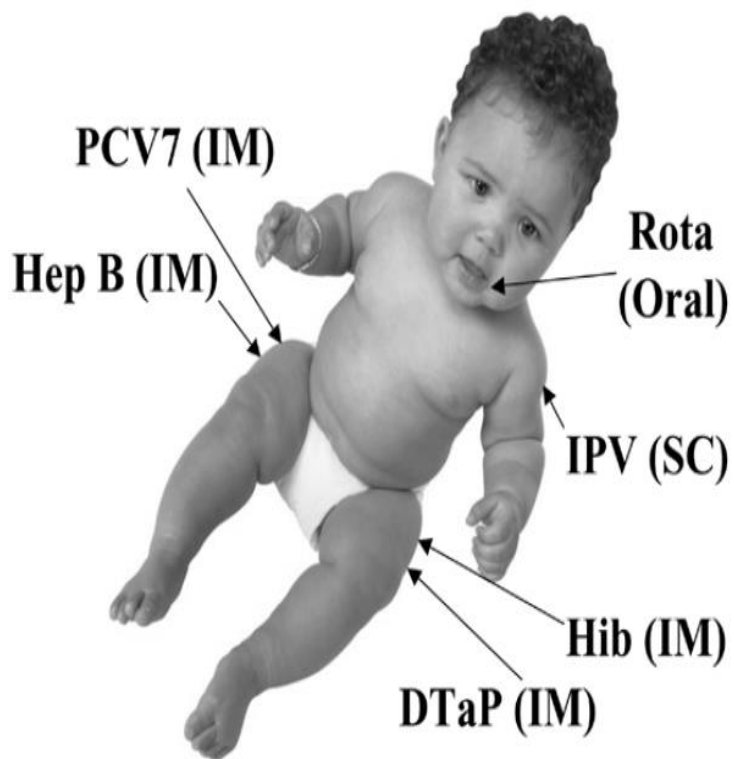 PCV7 (IM)
Hep B (IM)
Rota
(Oral)
IPV (SC)
Hib (IM)
DTaP (IM)